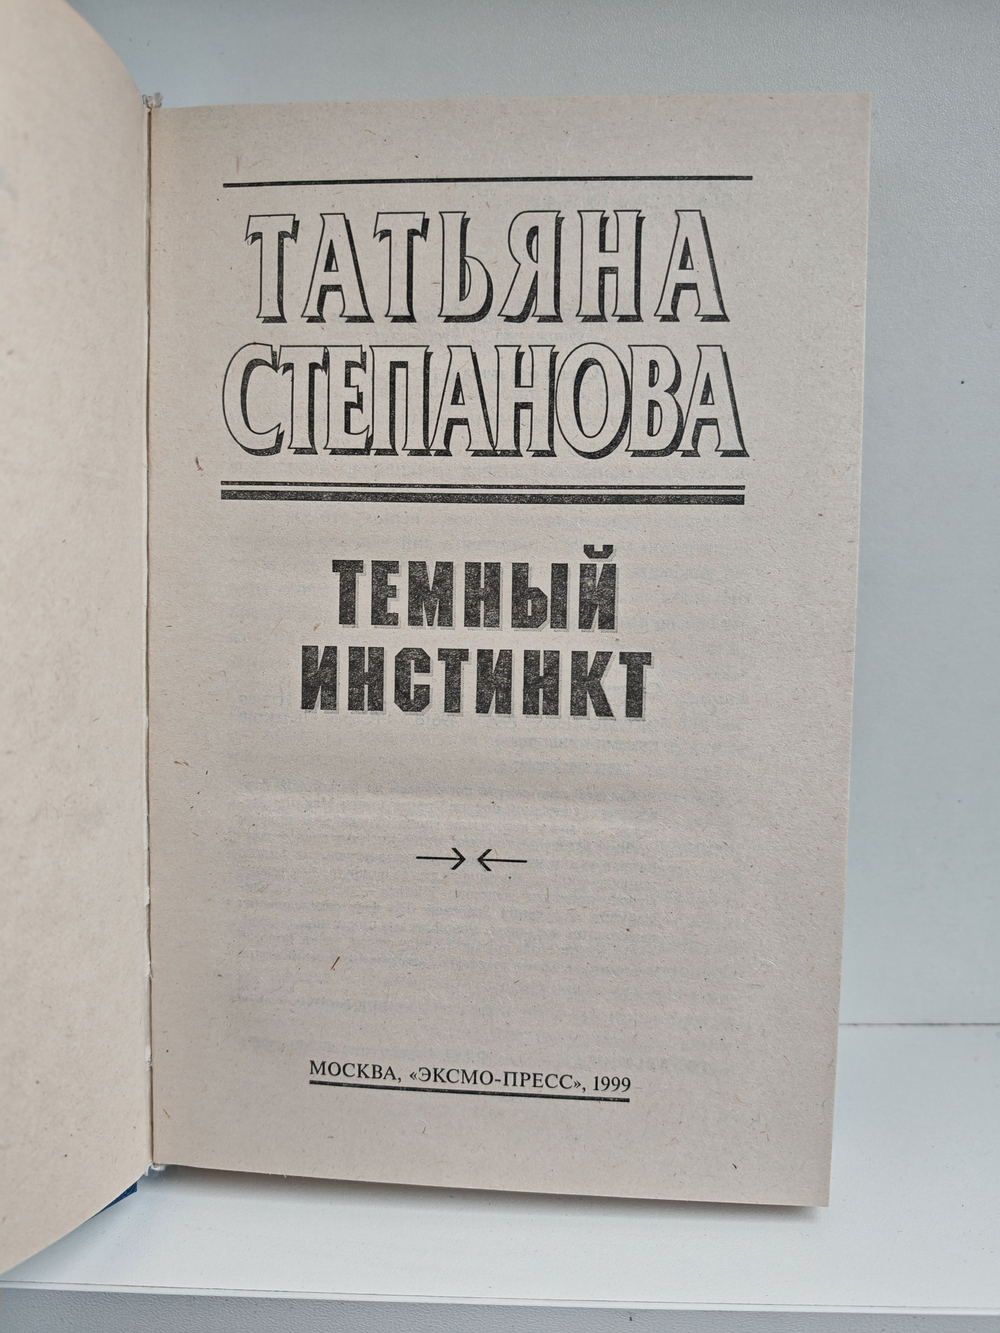 ТАТЬЯНА
СТЕПАНОВА
ТЕМНЫЙ
ИНСТИНКТ
МОСКВА, «ЭКСМО-ПРЕСС», 1999